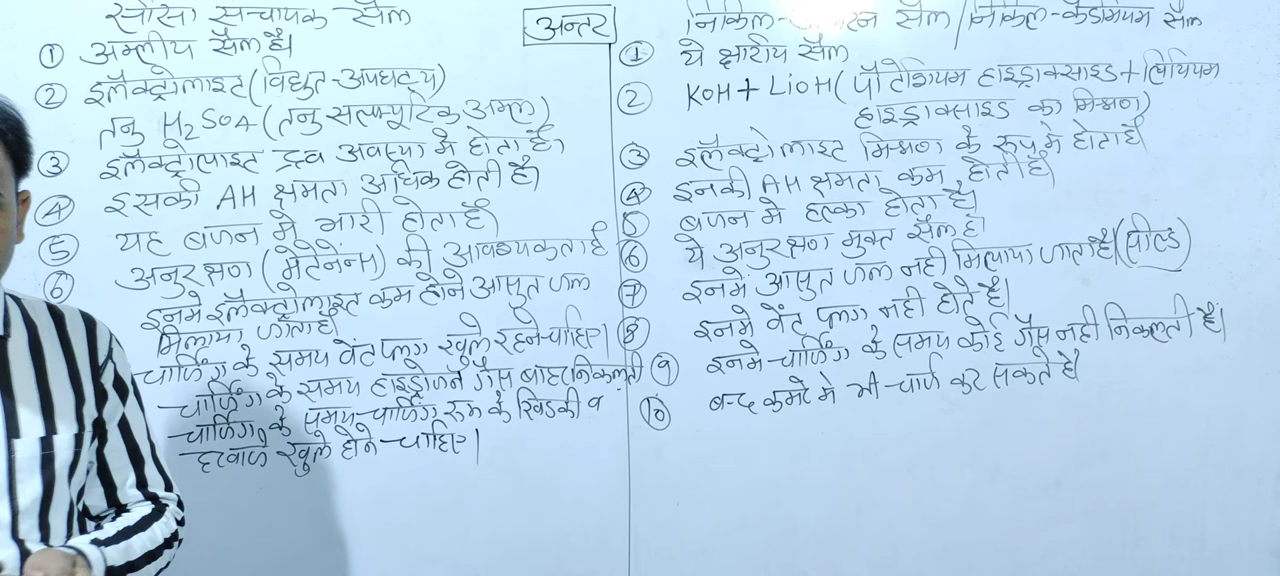 सीसा सन्चायक सैल
① अम्लीय सैल है।
② इलैक्ट्रोलाइट (विद्युत-अपघट्य)
तनु H2SO4 (तनु सल्फ्यूरिक अम्ल)
③ इलैक्ट्रोलाइट द्रव अवस्था मे होता है।
④ इसकी AH क्षमता अधिक होती है।
⑤ यह बजन मे भारी होता है।
⑥ अनुरक्षण (मेंटेनेंन्स) की आवश्यकता है
इनमे इलैक्ट्रोलाइट कम होने आसुत जल
मिलाया जाता है।
चार्जिंग के समय वेंट प्लग खुले रहने चाहिए।
चार्जिंग के समय हाइड्रोजन गैस बाहर निकलती
चार्जिंग के समय चार्जिंग रूम के खिडकी व
दरवाजे खुले होने चाहिए।
अन्तर
निकिल- सैल / निकिल-कैडमियम सैल
① ये क्षारीय सैल
② KOH + LiOH (पॉटेशियम हाइड्राक्साइड + लिथियम
हाइड्राक्साइड का मिश्रण)
③ इलैक्ट्रोलाइट मिश्रण के रूप मे होता है
④ इनकी AH क्षमता कम होती है।
⑤ बजन मे हल्का होता है।
⑥ ये अनुरक्षण मुक्त सैल है।
⑦ इनमें आसुत जल नही मिलाया जाता है। (सील्ड)
⑧ इनमे वेंट प्लग नही होते है।
⑨ इनमे चार्जिंग के समय कोई गैस नही निकलती है।
⑩ बन्द कमरे मे भी चार्ज कर सकते है